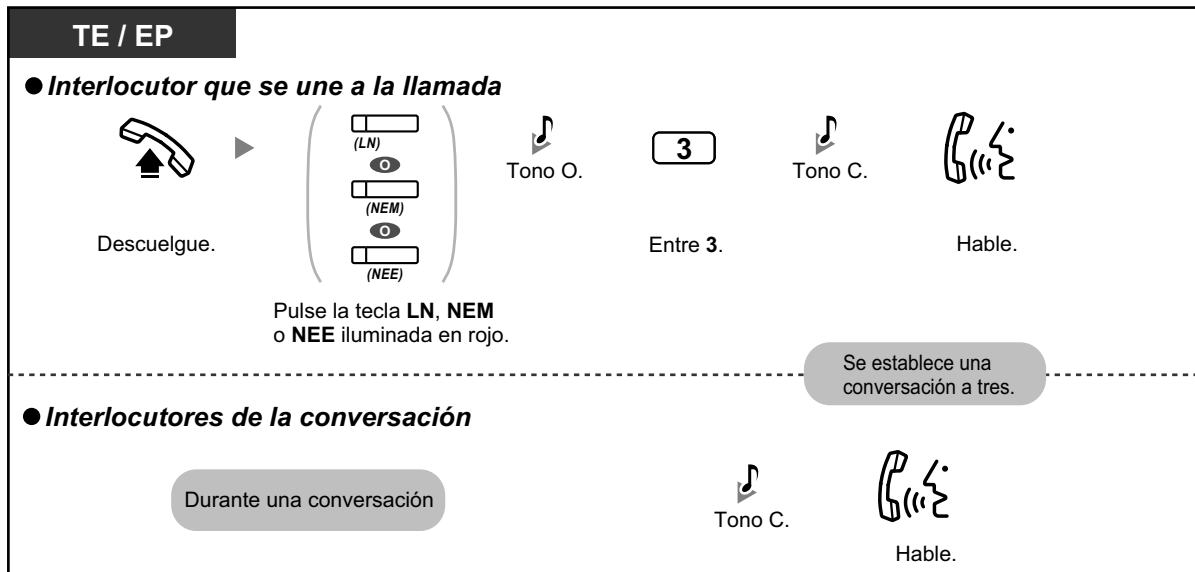 TE / EP
Interlocutor que se une a la llamada
(LN)
O
(NEM)
O
(NEE)
Tono O.
3
Tono C.
Descuelgue.
Entre 3.
Hable.
Pulse la tecla LN, NEM
o NEE iluminada en rojo.
Se establece una
conversación a tres.
Interlocutores de la conversación
Durante una conversación
Tono C.
Hable.